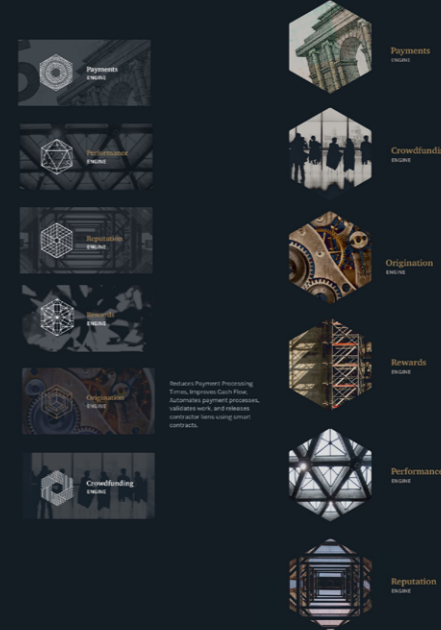 Payments
ENGINE
Performance
ENGINE
Reputation
ENGINE
Rewards
ENGINE
Origination
ENGINE
Crowdfunding
ENGINE
Reduces Payment Processing
Times, Improves Cash Flow,
Automates payment processes,
validates work, and releases
contractor liens using smart
contracts.
Payments
ENGINE
Crowdfundi
ENGINE
Origination
ENGINE
Rewards
ENGINE
Performance
ENGINE
Reputation
ENGINE